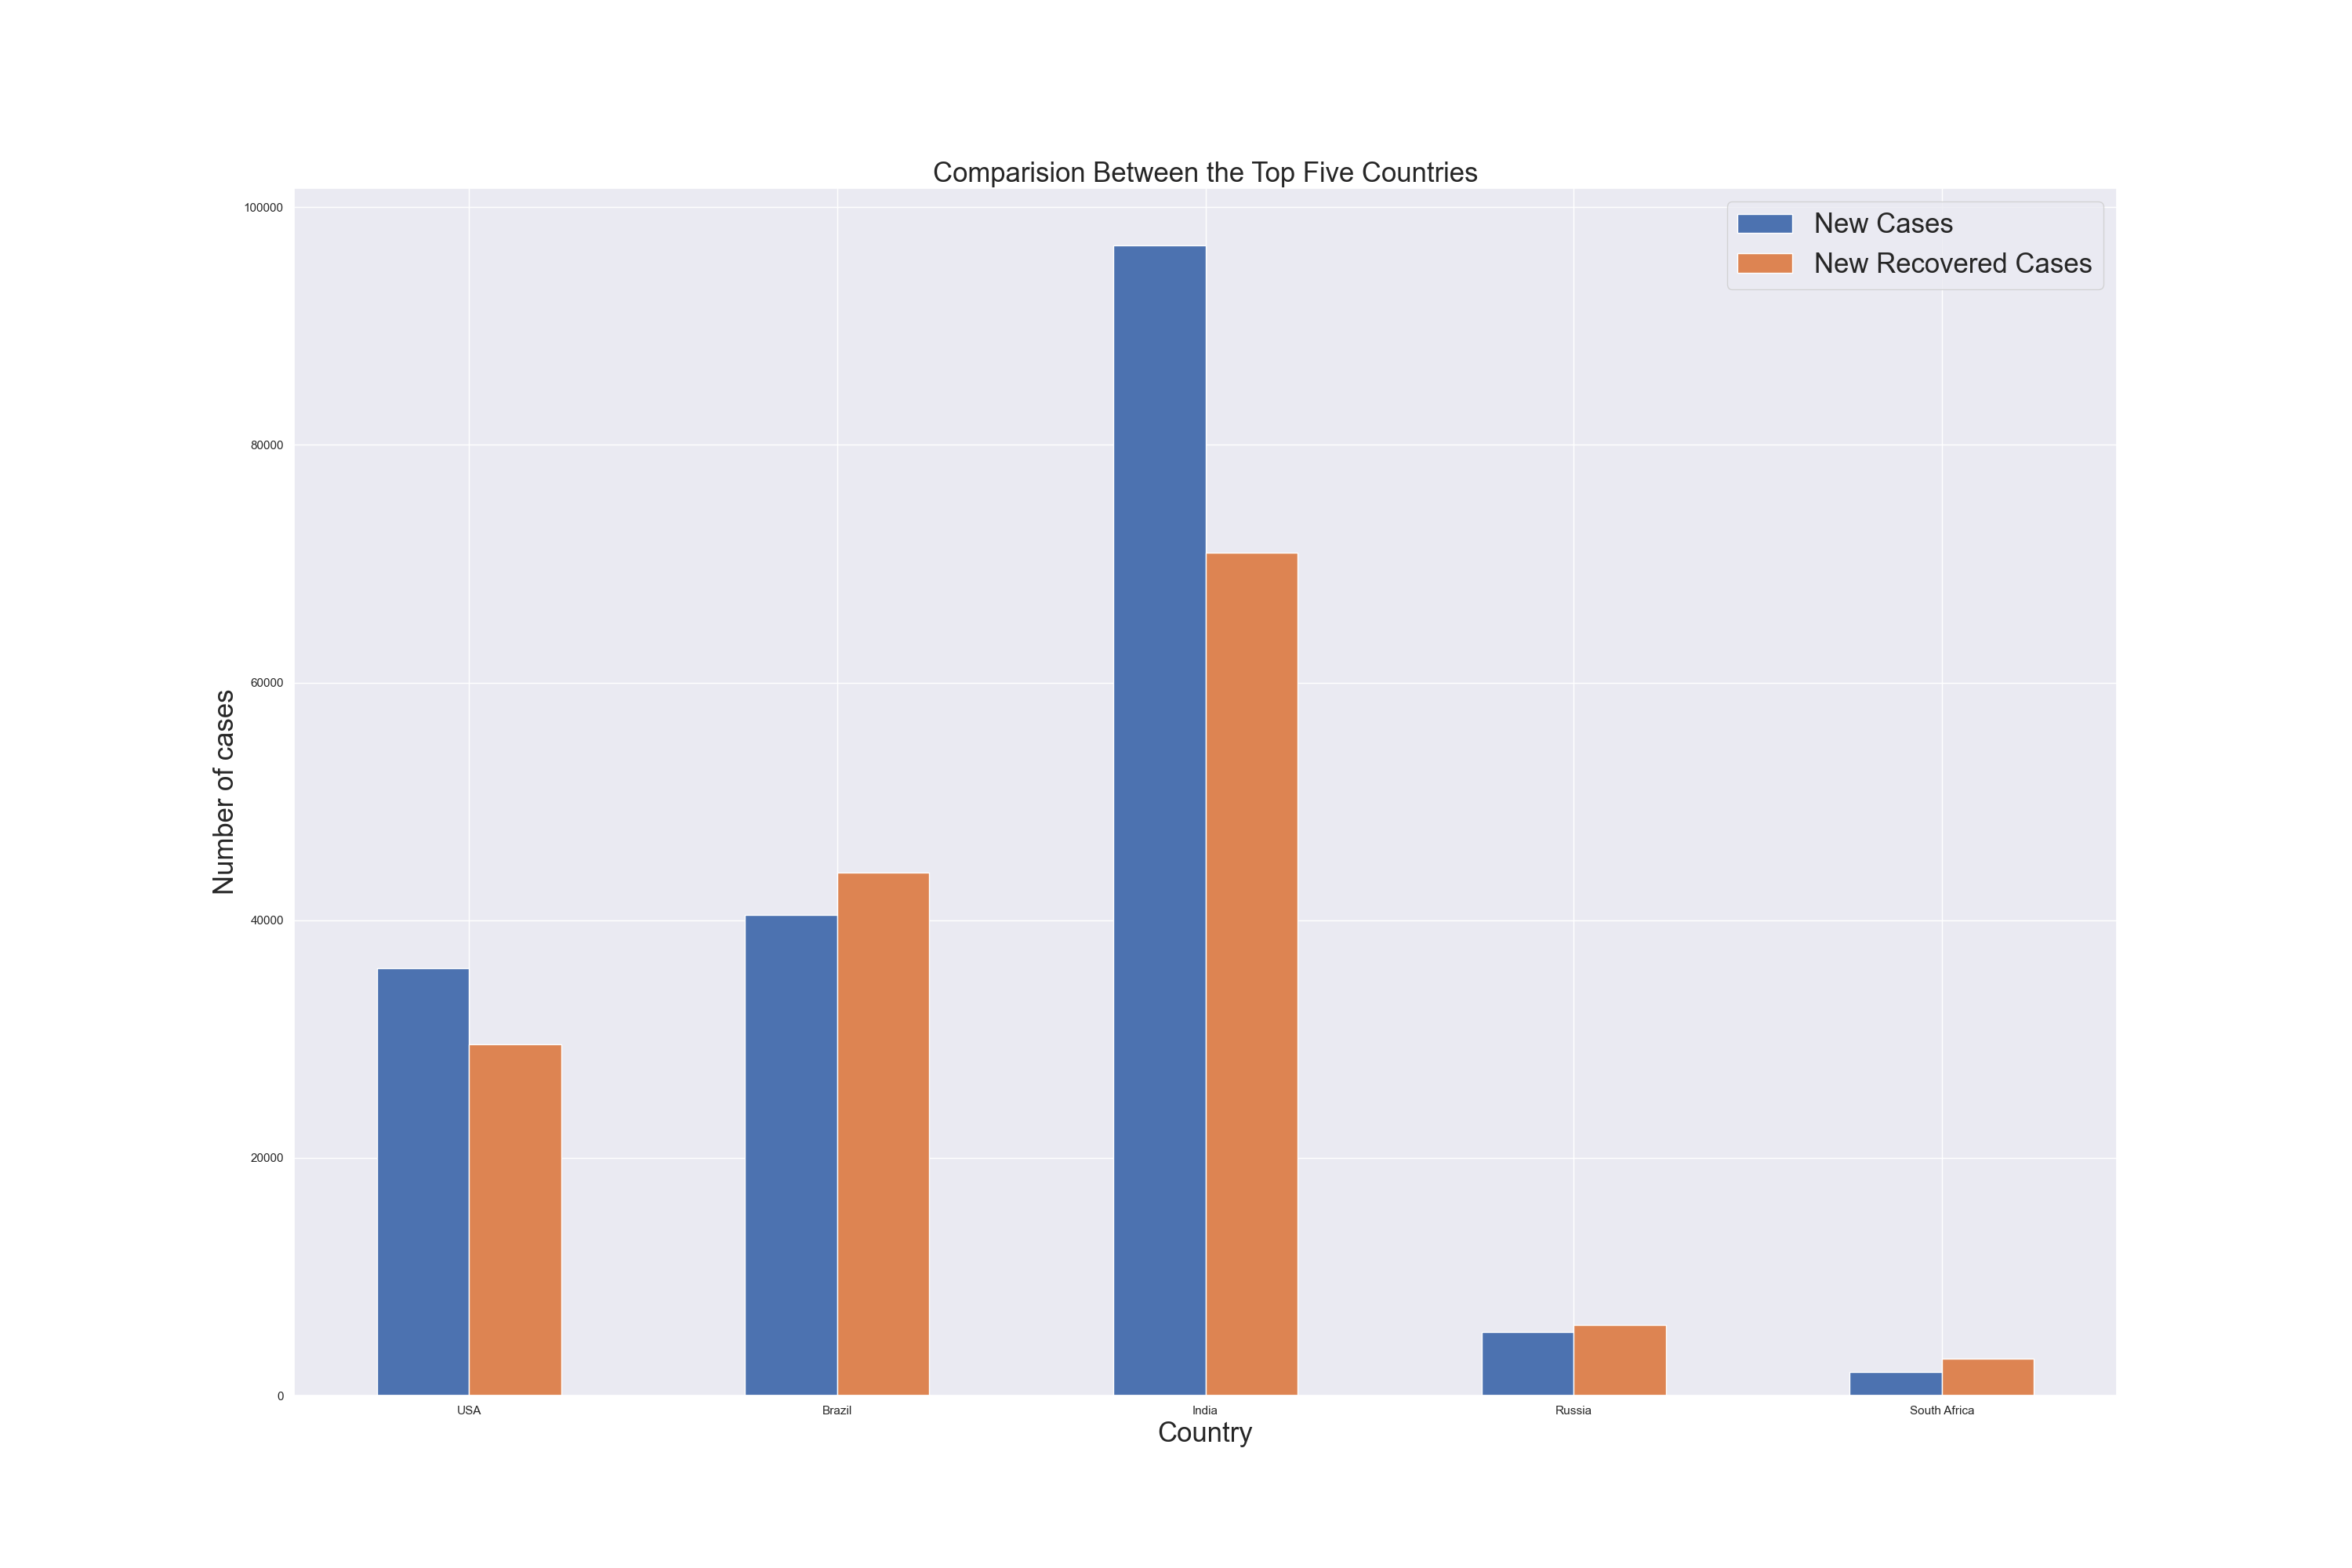 Comparision Between the Top Five Countries
100000
80000
60000
40000
20000
0
Number of cases
New Cases
New Recovered Cases
USA
Brazil
India
Russia
South Africa
Country